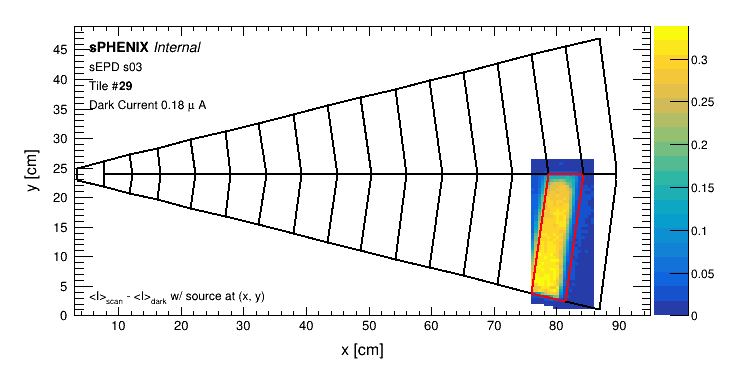 sPHENIX Internal
sEPD s03
Tile #29
Dark Current 0.18 μ A
<I>scan - <I>dark w/ source at (x, y)
y [cm]
45
40
35
30
25
20
15
10
5
0
10 20 30 40 50 60 70 80 90
x [cm]
0.3
0.25
0.2
0.15
0.1
0.05
0